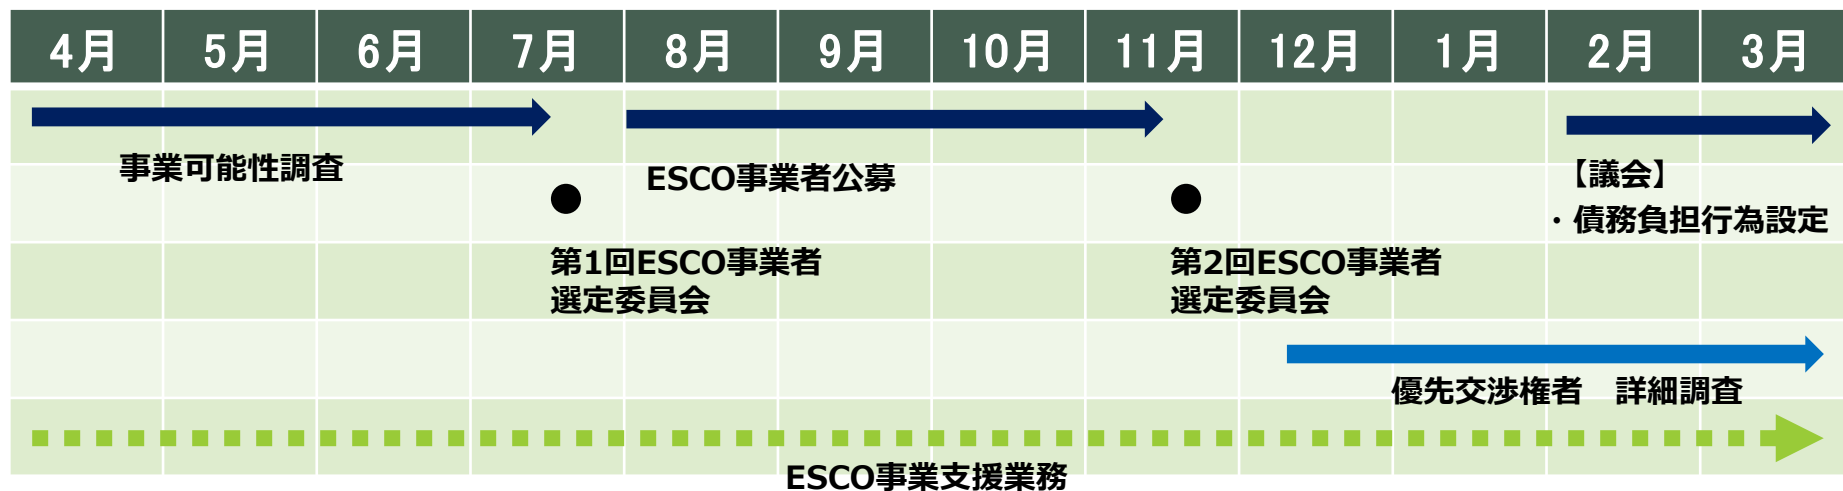 4月 5月 6月 7月 8月 9月 10月 11月 12月 1月 2月 3月
事業可能性調査
ESCO事業者公募
【議会】
・債務負担行為設定
第1回ESCO事業者
選定委員会
第2回ESCO事業者
選定委員会
優先交渉権者　詳細調査
ESCO事業支援業務